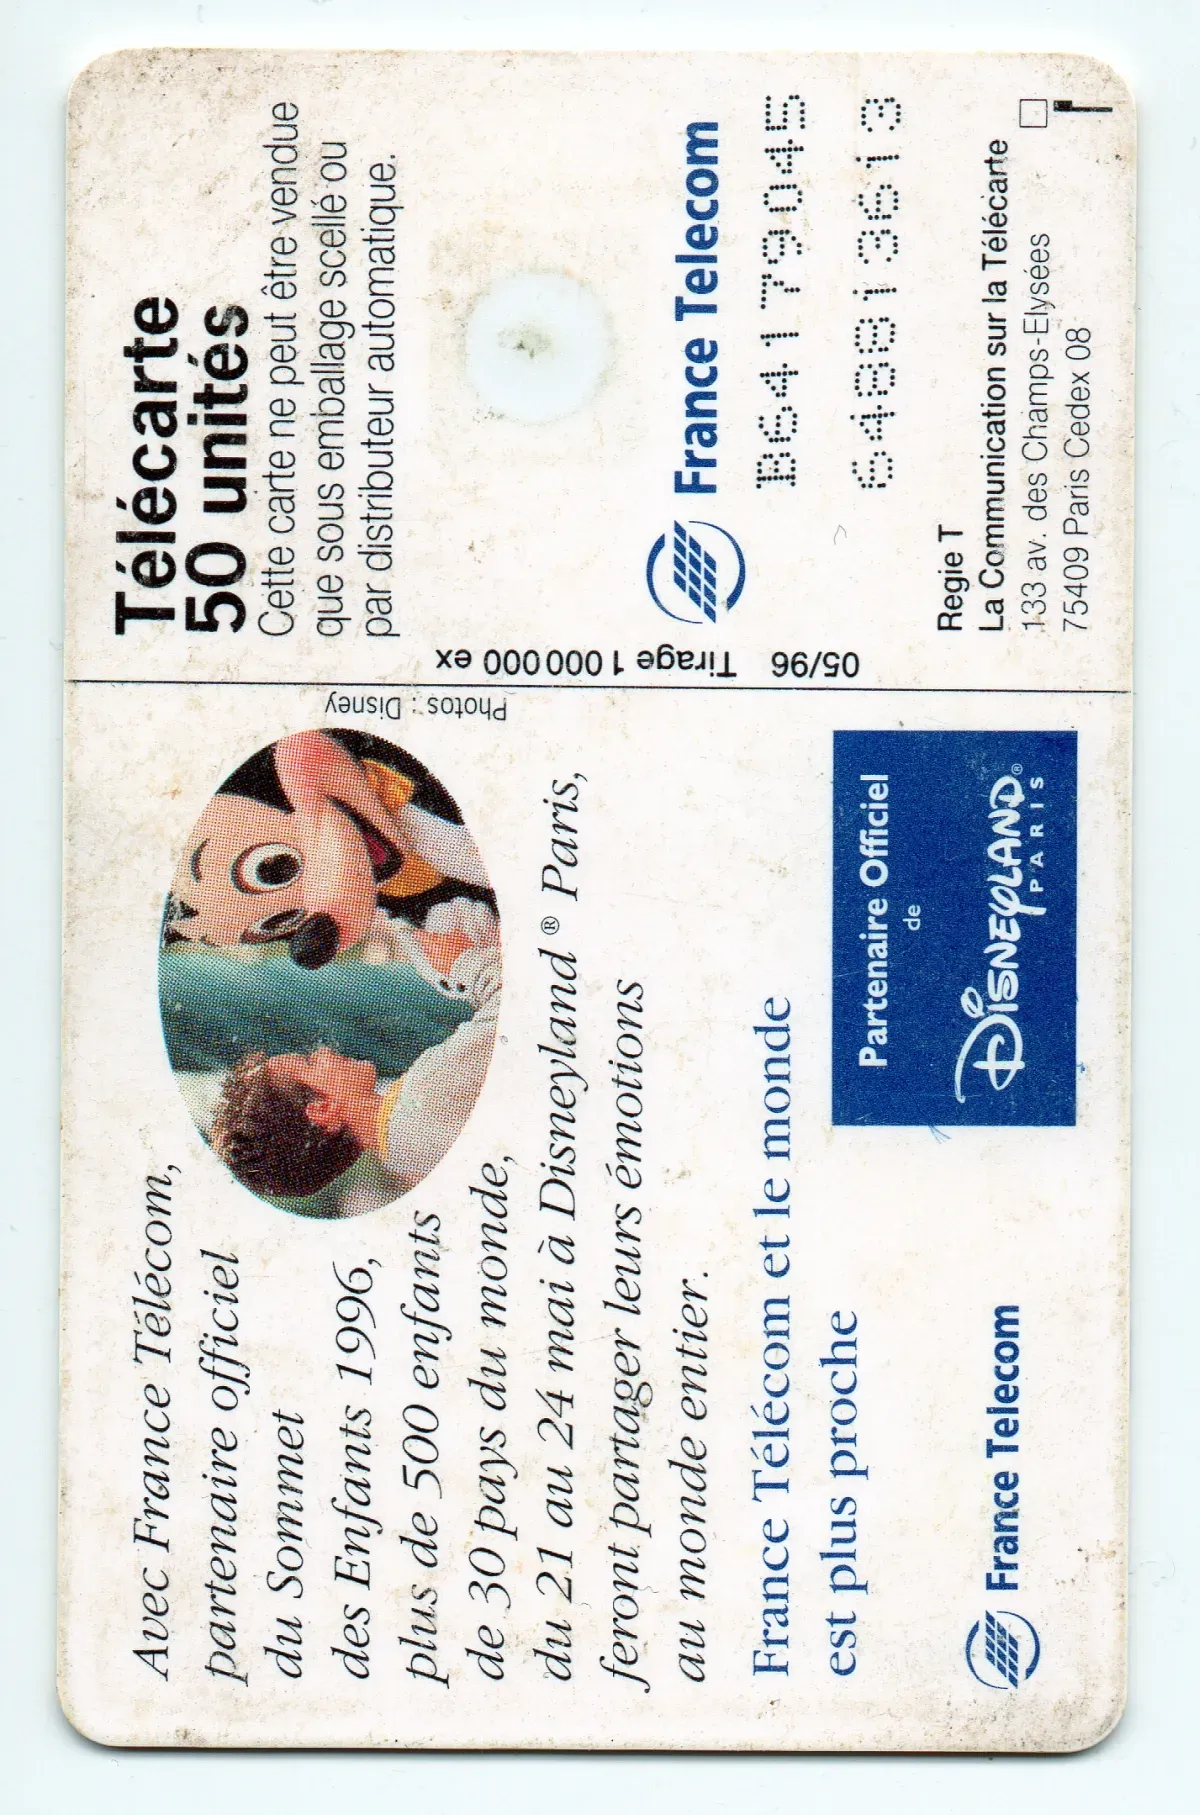 Avec France Télécom,
partenaire officiel
du Sommet
des Enfants 1996,
plus de 500 enfants
de 30 pays du monde,
du 21 au 24 mai à Disneyland® Paris,
feront partager leurs émotions
au monde entier.
France Télécom et le monde
est plus proche
France Telecom
Partenaire Officiel
de
DISNEYLAND®
PARIS
Photos : Disney
05/96 Tirage 1 000 000 ex
Télécarte
50 unités
Cette carte ne peut être vendue
que sous emballage scellé ou
par distributeur automatique.
France Telecom
B64179045
648813613
Regie T
La Communication sur la Télécarte
133 av. des Champs-Elysées
75409 Paris Cedex 08